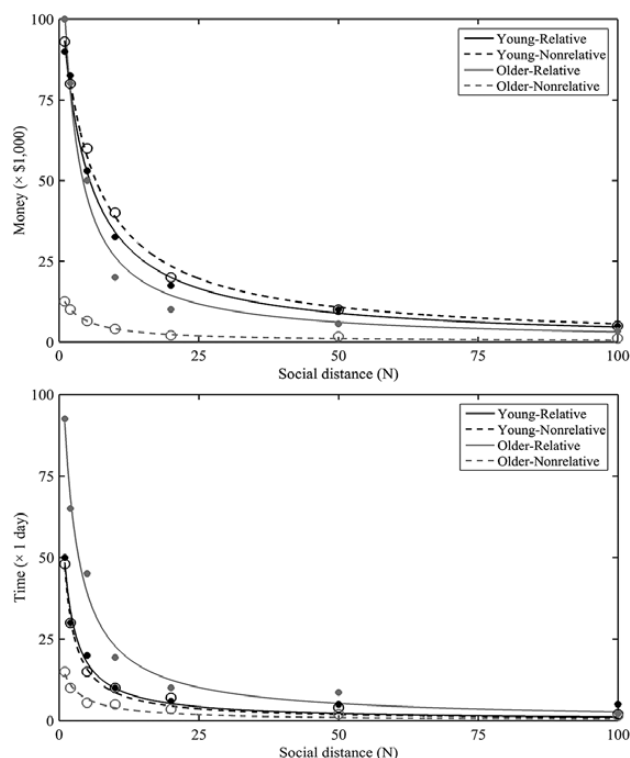 100
75
50
25
0
Money (× $1,000)
Young-Relative
Young-Nonrelative
Older-Relative
Older-Nonrelative
0
25
50
75
100
Social distance (N)
100
75
50
25
0
Time (× 1 day)
Young-Relative
Young-Nonrelative
Older-Relative
Older-Nonrelative
0
25
50
75
100
Social distance (N)